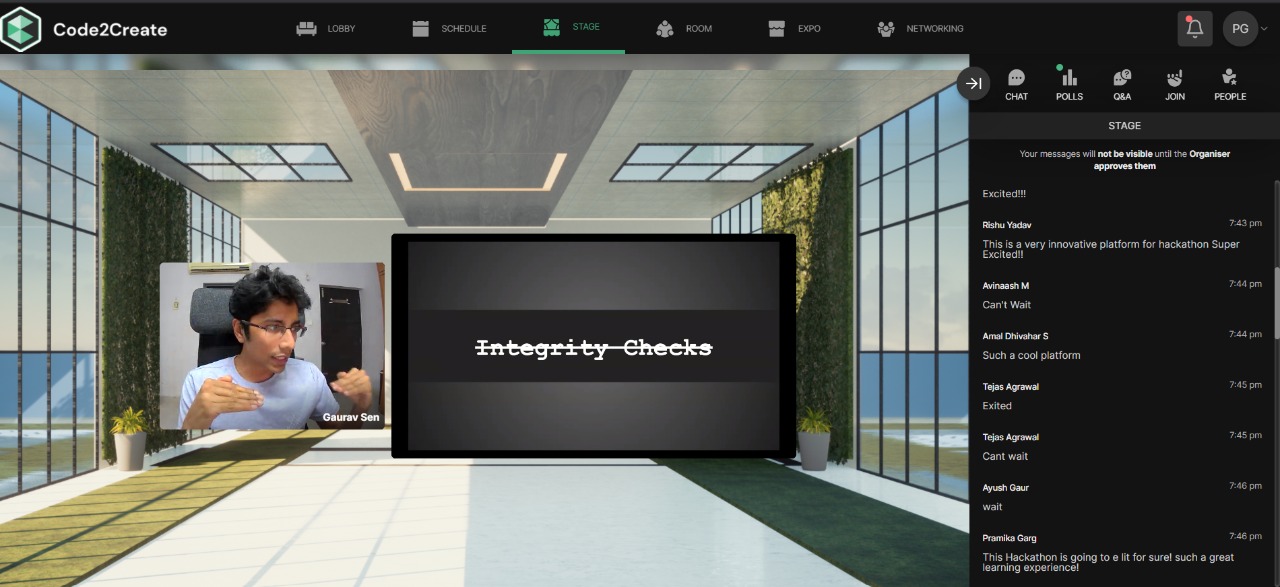 Code2Create
LOBBY
SCHEDULE
STAGE
ROOM
EXPO
NETWORKING
PG
CHAT
POLLS
Q&A
JOIN
PEOPLE
STAGE
Your messages will not be visible until the Organiser
approves them
Excited!!!
Rishu Yadav 7:43 pm
This is a very innovative platform for hackathon Super
Excited!!
Avinaash M 7:44 pm
Can't Wait
Amal Dhivahar S 7:44 pm
Such a cool platform
Tejas Agrawal 7:45 pm
Exited
Tejas Agrawal 7:45 pm
Cant wait
Ayush Gaur 7:46 pm
wait
Pramika Garg 7:46 pm
This Hackathon is going to e lit for sure! such a great
learning experience!
Integrity Checks
Gaurav Sen